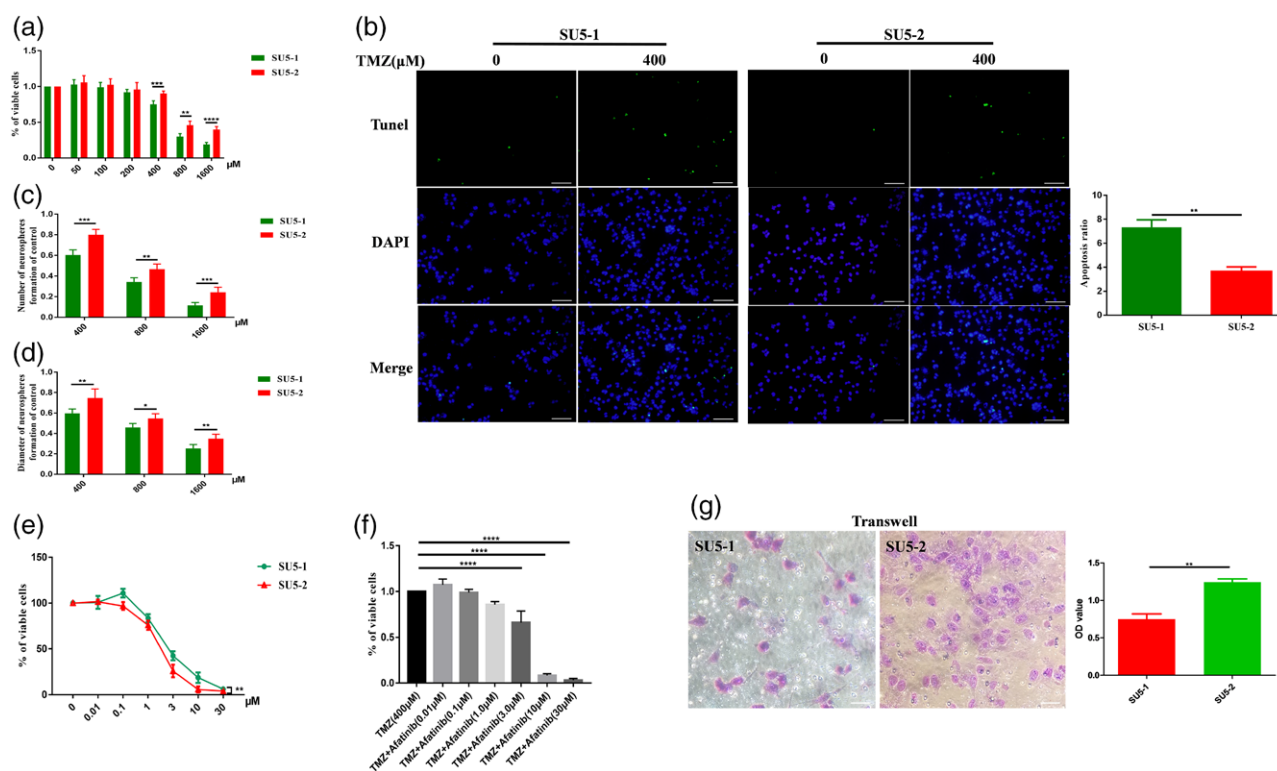 (a)
SU5-1
SU5-2
% of viable cells
1.5
1.0
0.5
0.0
***
**
****
0
50
100
200
400
800
1600
μM
(b)
SU5-1
SU5-2
TMZ(μM)
0
400
0
400
Tunel
DAPI
Merge
Apoptosis ratio
10
8
6
4
2
0
**
SU5-1
SU5-2
(c)
SU5-1
SU5-2
Number of neurospheres
formation of control
1.0
0.8
0.6
0.4
0.2
0.0
***
**
***
400
800
1600
μM
(d)
SU5-1
SU5-2
Diameter of neurospheres
formation of control
1.0
0.8
0.6
0.4
0.2
0.0
**
*
**
400
800
1600
μM
(e)
SU5-1
SU5-2
% of viable cells
150
100
50
0
**
0
0.01
0.1
1
3
10
30
μM
(f)
% of viable cells
1.5
1.0
0.5
0.0
****
****
****
TMZ(400μM)
TMZ+Afatinib(0.01μM)
TMZ+Afatinib(0.1μM)
TMZ+Afatinib(1.0μM)
TMZ+Afatinib(3.0μM)
TMZ+Afatinib(10μM)
TMZ+Afatinib(30μM)
(g)
Transwell
SU5-1
SU5-2
OD value
1.5
1.0
0.5
0.0
**
SU5-1
SU5-2